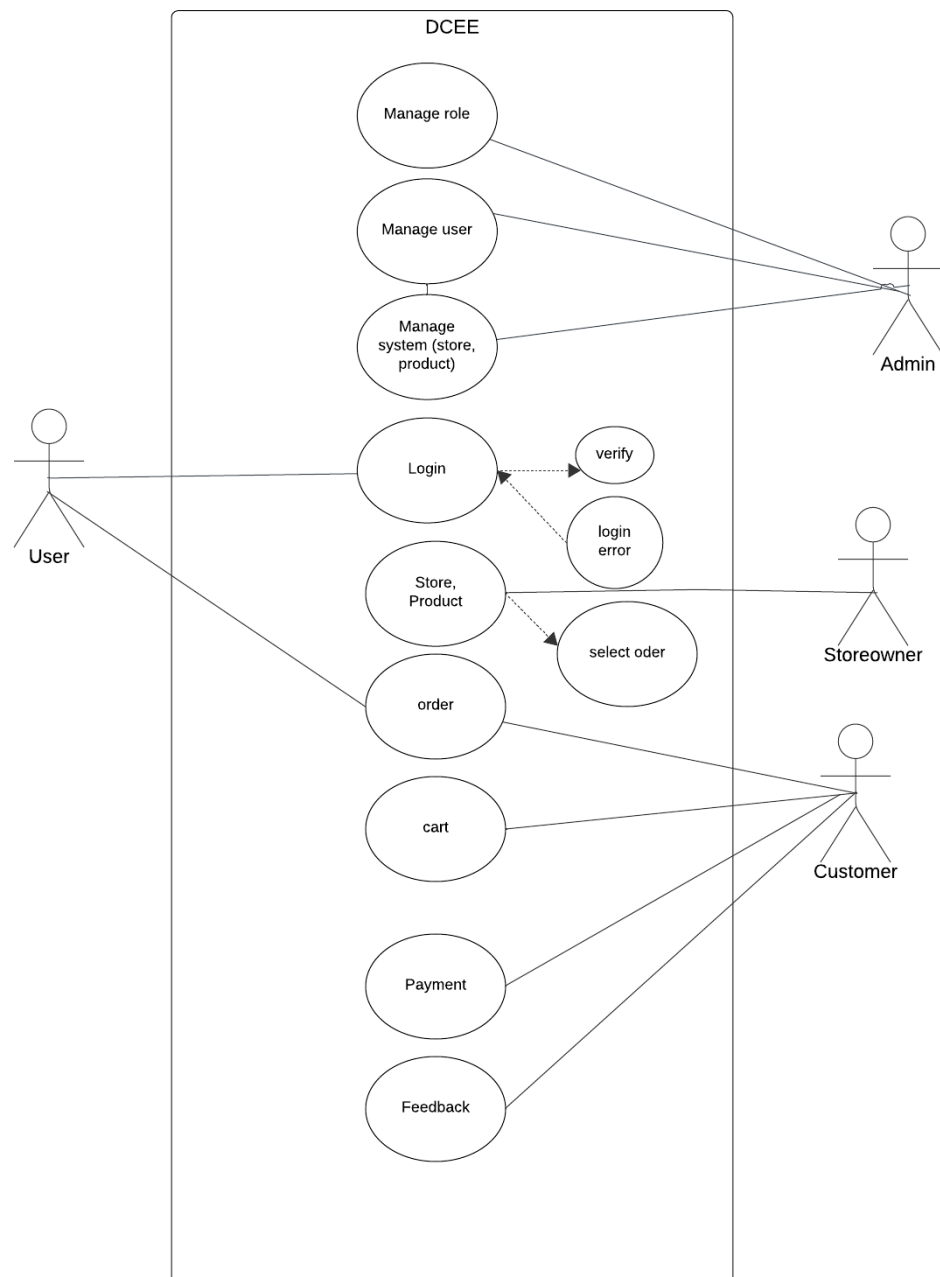 DCEE
Manage role
Manage user
Manage
system (store,
product)
Admin
Login
verify
login
error
User
Store,
Product
select oder
Storeowner
order
cart
Customer
Payment
Feedback